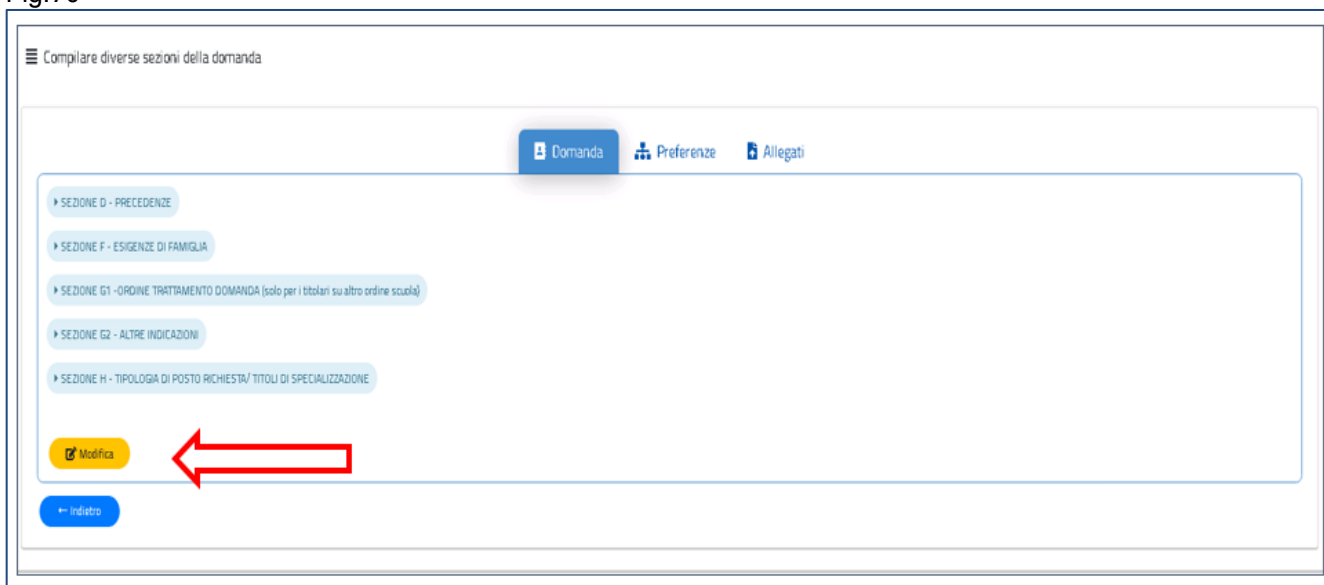 Compilare diverse sezioni della domanda
Domanda Preferenze Allegati
SEZIONE D - PRECEDENZE
SEZIONE F - ESIGENZE DI FAMIGLIA
SEZIONE G1 -ORDINE TRATTAMENTO DOMANDA (solo per i titolari su altro ordine scuola)
SEZIONE G2 - ALTRE INDICAZIONI
SEZIONE H - TIPOLOGIA DI POSTO RICHIESTA/ TITOLI DI SPECIALIZZAZIONE
Modifica
← Indietro